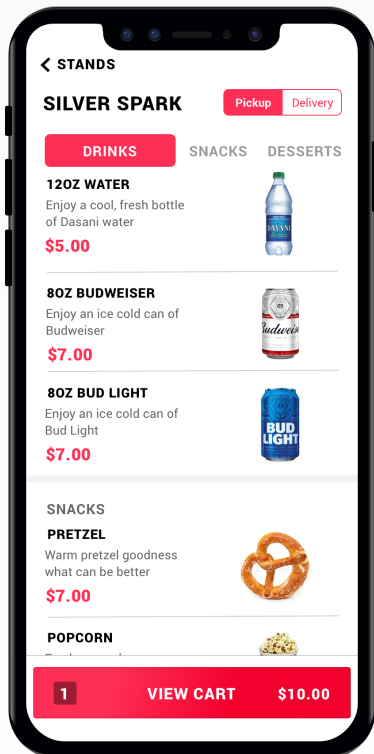 STANDS
SILVER SPARK
Pickup
Delivery
DRINKS
SNACKS
DESSERTS
12OZ WATER
Enjoy a cool, fresh bottle
of Dasani water
$5.00
DASANI
8OZ BUDWEISER
Enjoy an ice cold can of
Budweiser
$7.00
Budweis
8OZ BUD LIGHT
Enjoy an ice cold can of
Bud Light
$7.00
BUD
LIGHT
SNACKS
PRETZEL
Warm pretzel goodness
what can be better
$7.00
POPCORN
1
VIEW CART
$10.00